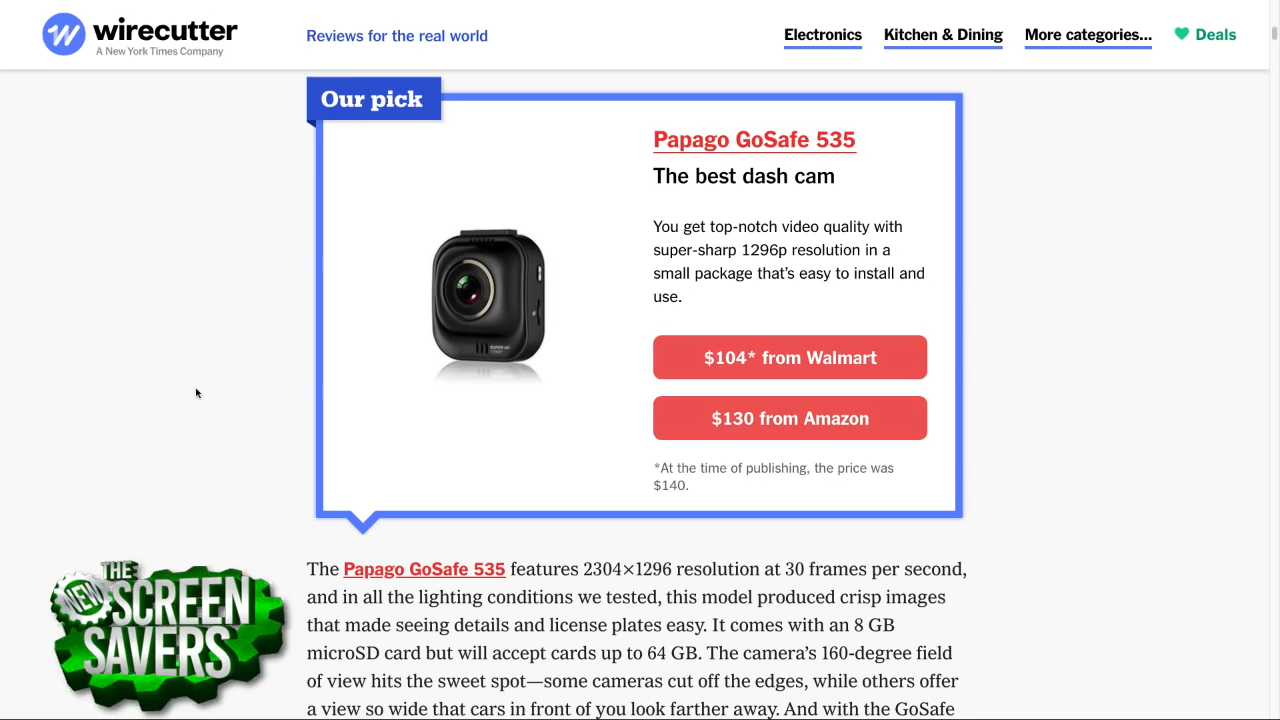 wirecutter
A New York Times Company
Reviews for the real world
Electronics
Kitchen & Dining
More categories...
Deals
Our pick
Papago GoSafe 535
The best dash cam
You get top-notch video quality with
super-sharp 1296p resolution in a
small package that's easy to install and
use.
$104* from Walmart
$130 from Amazon
*At the time of publishing, the price was
$140.
The Papago GoSafe 535 features 2304×1296 resolution at 30 frames per second,
and in all the lighting conditions we tested, this model produced crisp images
that made seeing details and license plates easy. It comes with an 8 GB
microSD card but will accept cards up to 64 GB. The camera's 160-degree field
of view hits the sweet spot—some cameras cut off the edges, while others offer
a view so wide that cars in front of you look farther away. And with the GoSafe
THE
NEW
SCREEN
SAVERS